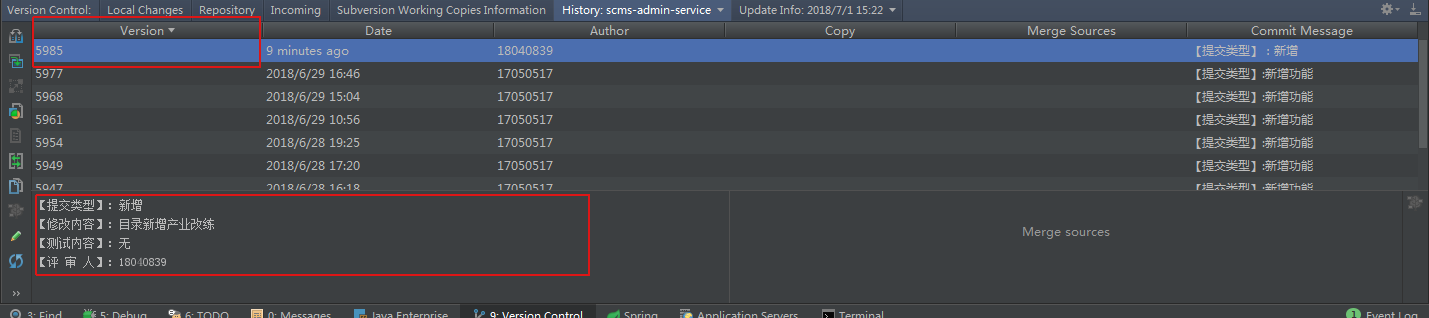 Version Control: Local Changes Repository Incoming Subversion Working Copies Information History: scms-admin-service Update Info: 2018/7/1 15:22
Version Date Author Copy Merge Sources Commit Message
5985 9 minutes ago 18040839 【提交类型】:新增
5977 2018/6/29 16:46 17050517 【提交类型】:新增功能
5968 2018/6/29 15:04 17050517 【提交类型】:新增功能
5961 2018/6/29 10:56 17050517 【提交类型】:新增功能
5954 2018/6/28 19:25 17050517 【提交类型】:新增功能
5949 2018/6/28 17:20 17050517 【提交类型】:新增功能
5947 2018/6/28 16:18 17050517 【提交类型】:新增功能
【提交类型】:新增
【修改内容】:目录新增产业改练
【测试内容】:无
【评 审 人】:18040839
Merge sources
3: Find 5: Debug 6: TODO 0: Messages Java Enterprise 9: Version Control Spring Application Servers Terminal 1 Event Log